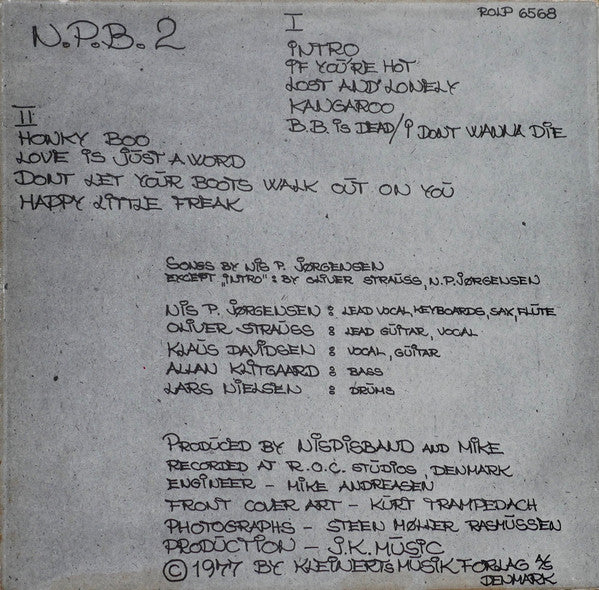 N.P.B. 2
ROLP 6568
I
INTRO
IF YOU'RE HOT
LOST AND LONELY
KANGAROO
B.B. IS DEAD/I DONT WANNA DIE
II
HONKY BOO
LOVE IS JUST A WORD
DONT LET YOUR BOOTS WALK OUT ON YOU
HAPPY LITTLE FREAK
SONGS BY NIS P. JØRGENSEN
EXCEPT „INTRO": BY OLIVER STRAUSS, N.P.JØRGENSEN
NIS P. JØRGENSEN : LEAD VOCAL, KEYBOARDS, SAX, FLUTE
OLIVER STRAUSS : LEAD GUITAR, VOCAL
KLAUS DAVIDSEN : VOCAL, GUITAR
ALLAN KLITGAARD : BASS
LARS NIELSEN : DRUMS
PRODUCED BY NISPISBAND AND MIKE
RECORDED AT R.O.C. STUDIOS, DENMARK
ENGINEER - MIKE ANDREASEN
FRONT COVER ART - KURT TRAMPEDACH
PHOTOGRAPHS - STEEN MØLLER RASMUSSEN
PRODUCTION - J.K. MUSIC
© 1977 BY KLEINERTS MUSIK FORLAG A/S
DENMARK